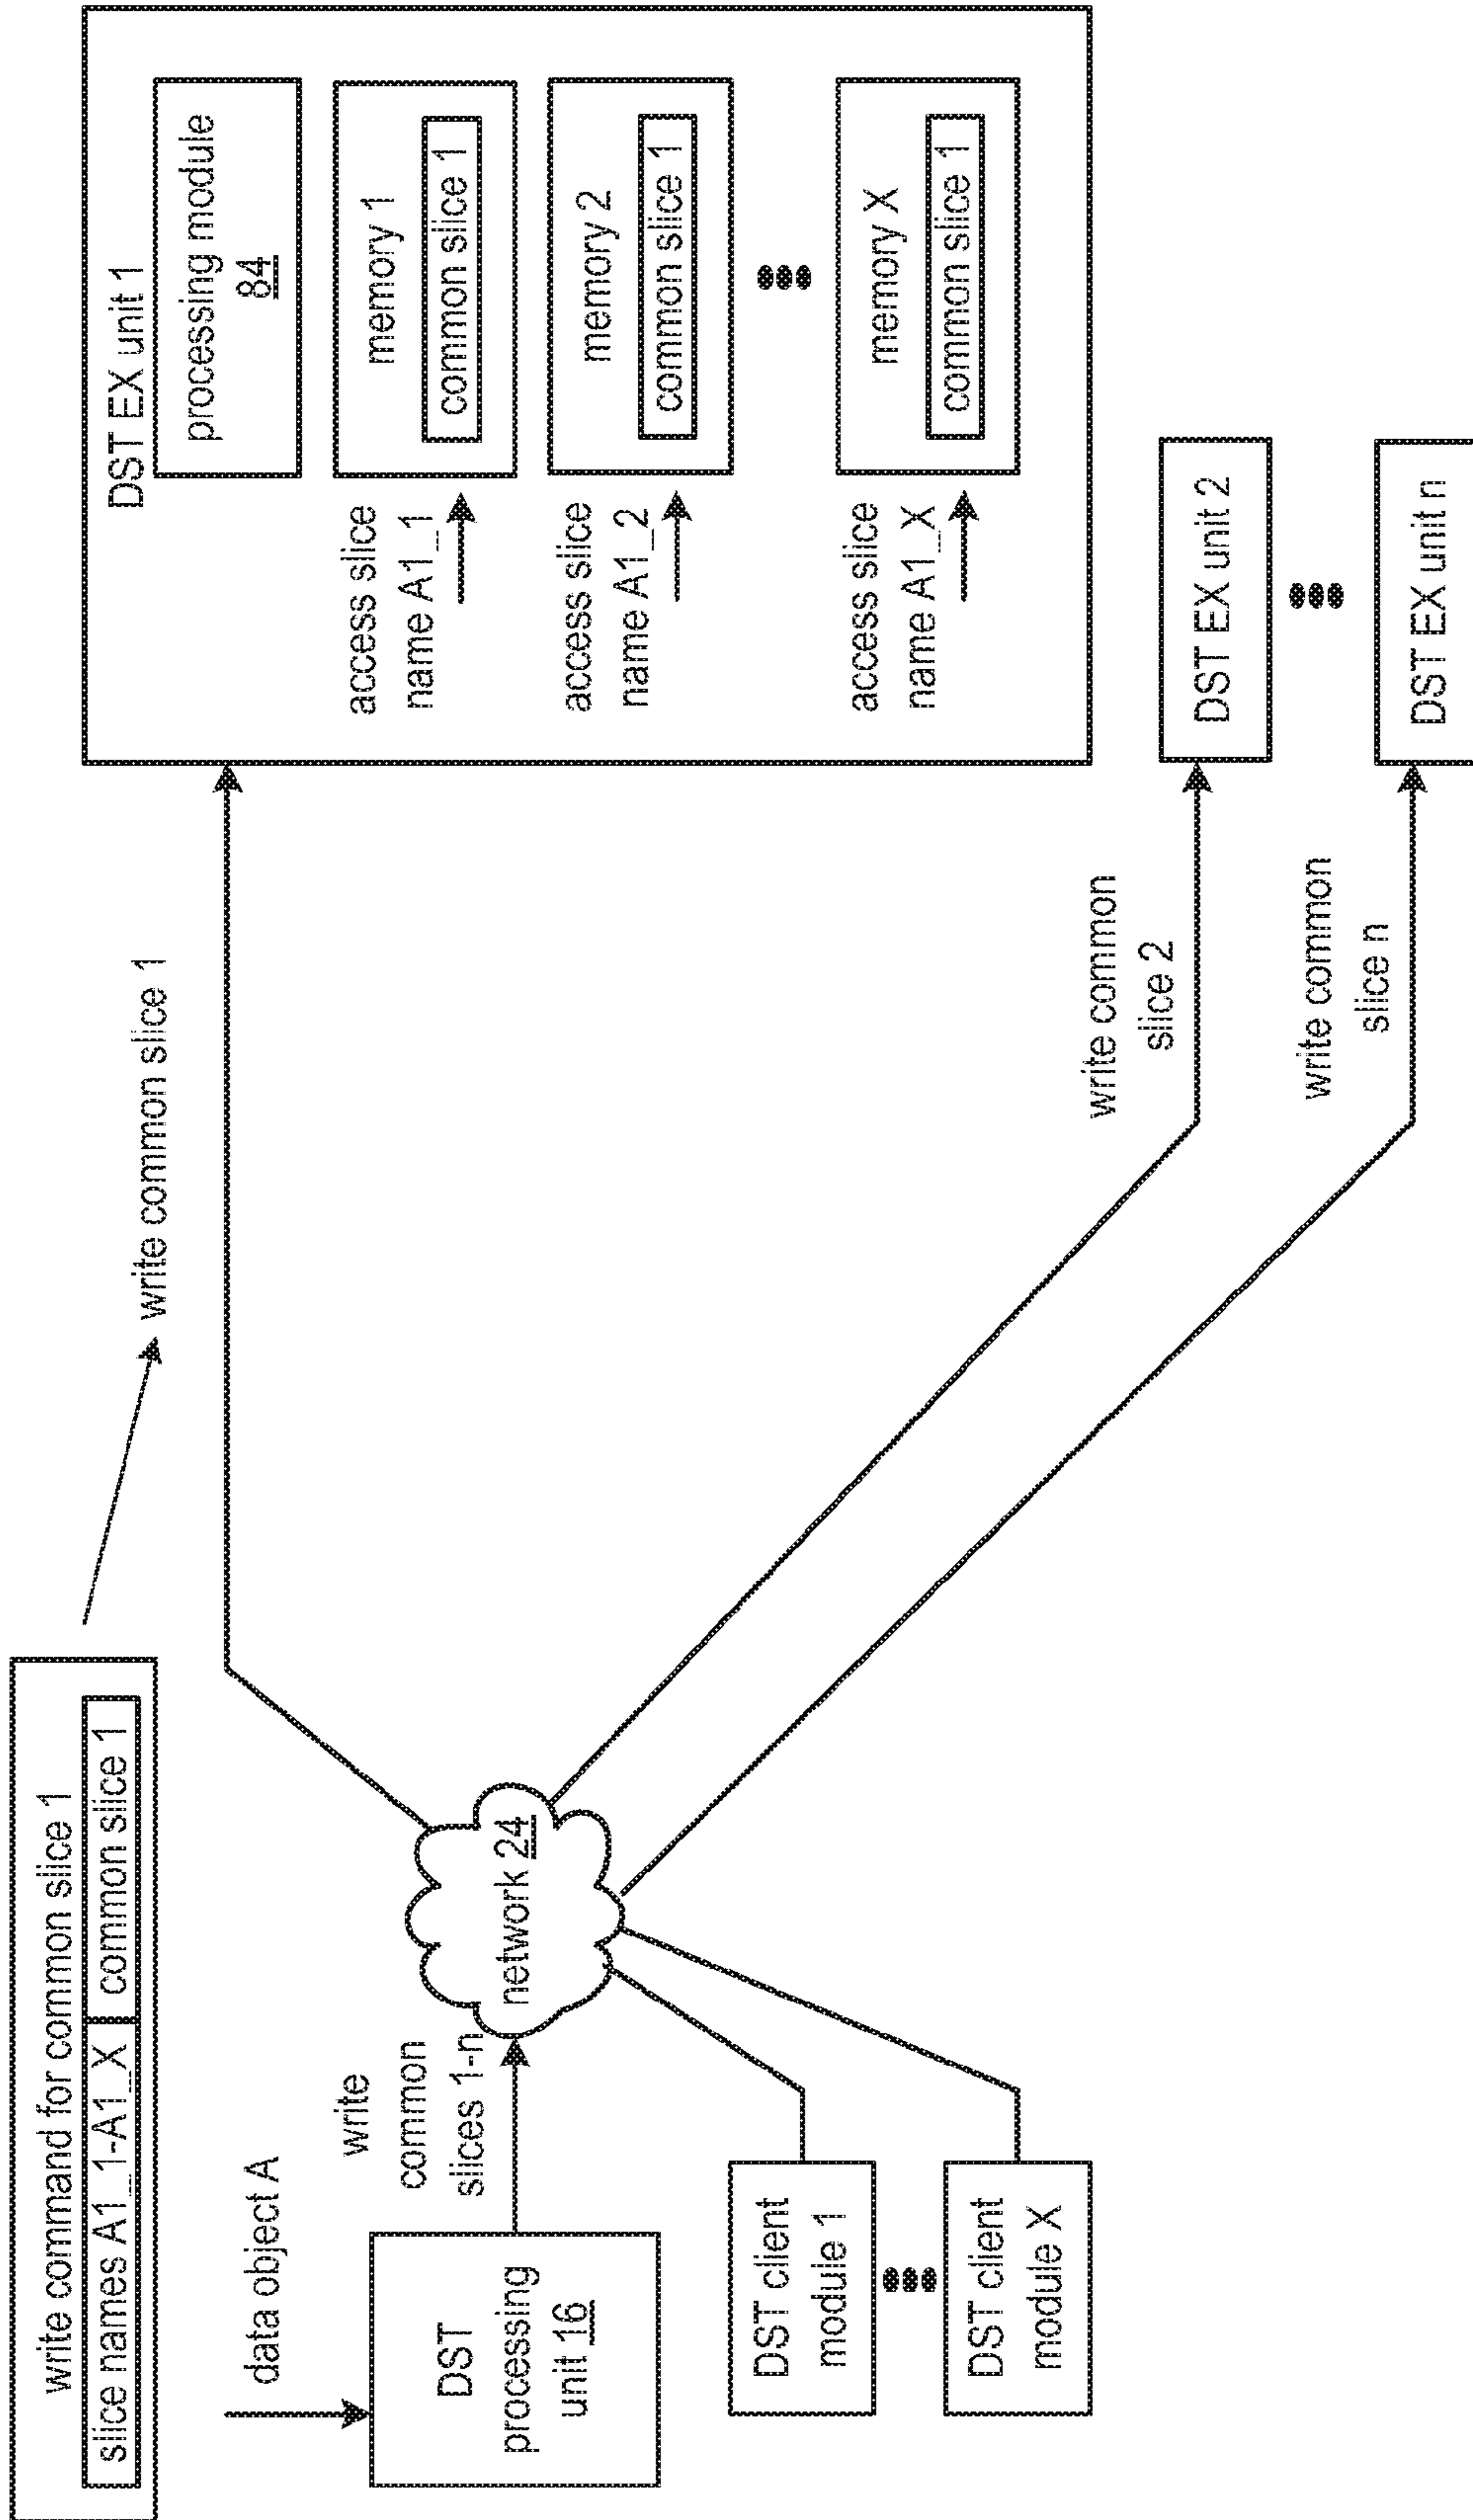 write command for common slice 1
slice names A1_1-A1_X
common slice 1
write common slice 1
data object A
DST
processing
unit 16
write
common
slices 1-n
network 24
DST client
module 1
DST client
module X
DST EX unit 1
processing module
84
access slice
name A1_1
memory 1
common slice 1
access slice
name A1_2
memory 2
common slice 1
access slice
name A1_X
memory X
common slice 1
write common
slice 2
DST EX unit 2
write common
slice n
DST EX unit n